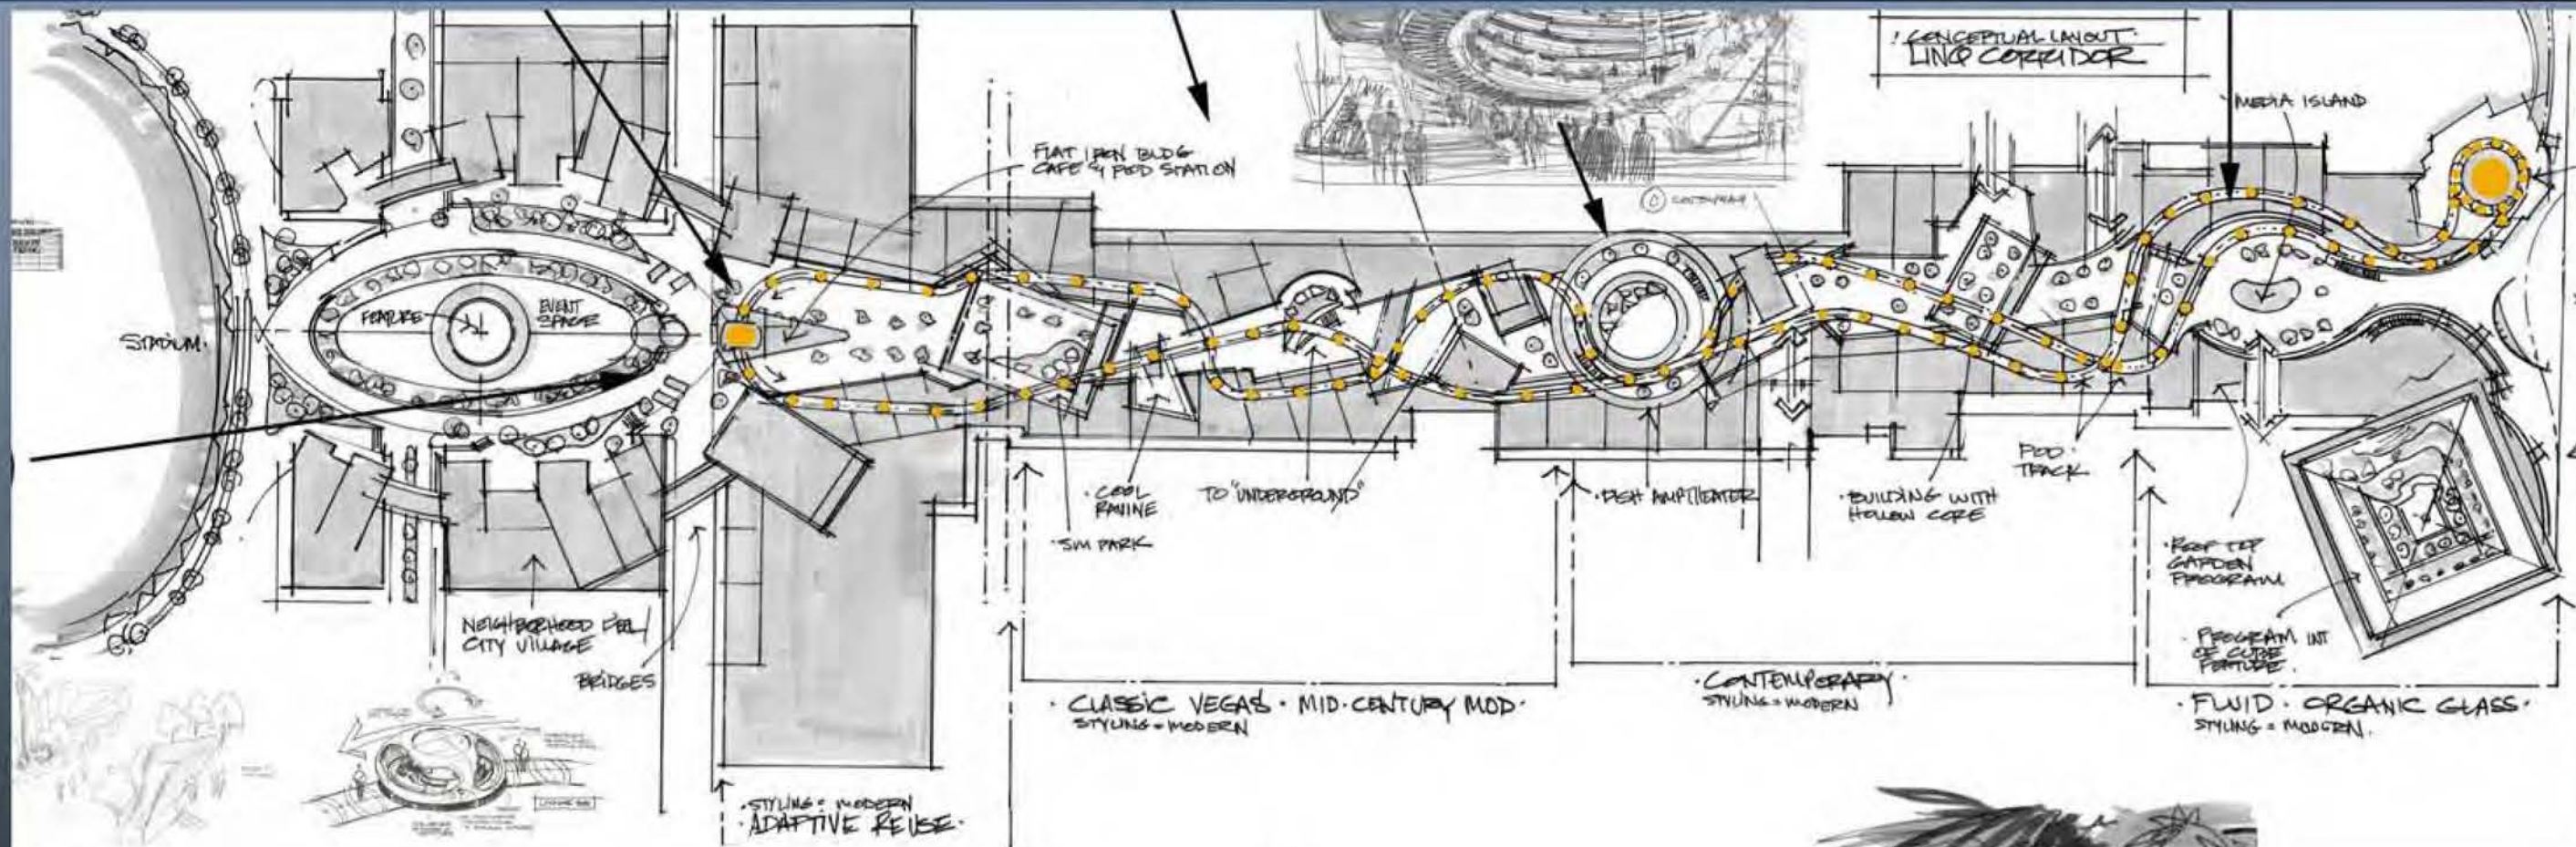 CONCEPTUAL LAYOUT
LINQ CORRIDOR
MEDIA ISLAND
FLAT IRON BLDG
CAFE & POD STATION
STADIUM
FEATURE
EVENT
SPACE
COOL
RAVINE
SIM PARK
TO "UNDERGROUND"
DISH AMPTHEATER
BUILDING WITH
HOLLOW CORE
POD
TRACK
ROOF TOP
GARDEN
PROGRAM
PROGRAM INT
OF CUBE
FEATURE
NEIGHBORHOOD
CITY VILLAGE
BRIDGES
STYLING = MODERN
ADAPTIVE REUSE
CLASSIC VEGAS · MID·CENTURY MOD·
STYLING = MODERN
CONTEMPORARY
STYLING = MODERN
FLUID · ORGANIC GLASS·
STYLING = MODERN.